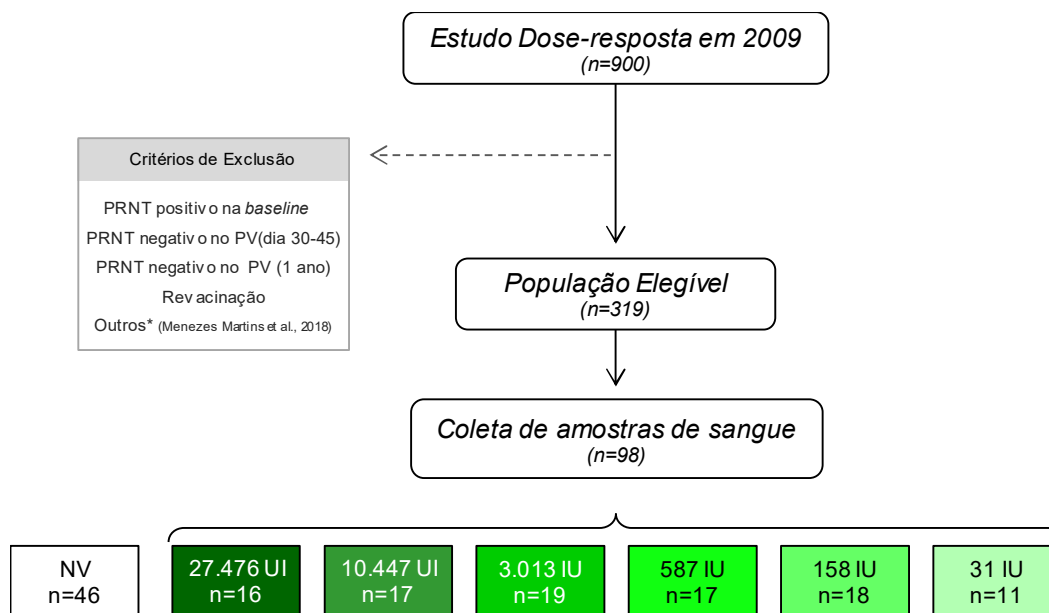 Estudo Dose-resposta em 2009
(n=900)
Critérios de Exclusão
PRNT positivo na baseline
PRNT negativo no PV(dia 30-45)
PRNT negativo no PV (1 ano)
Revacinação
Outros* (Menezes Martins et al., 2018)
População Elegível
(n=319)
Coleta de amostras de sangue
(n=98)
NV
n=46
27.476 UI
n=16
10.447 UI
n=17
3.013 IU
n=19
587 IU
n=17
158 IU
n=18
31 IU
n=11